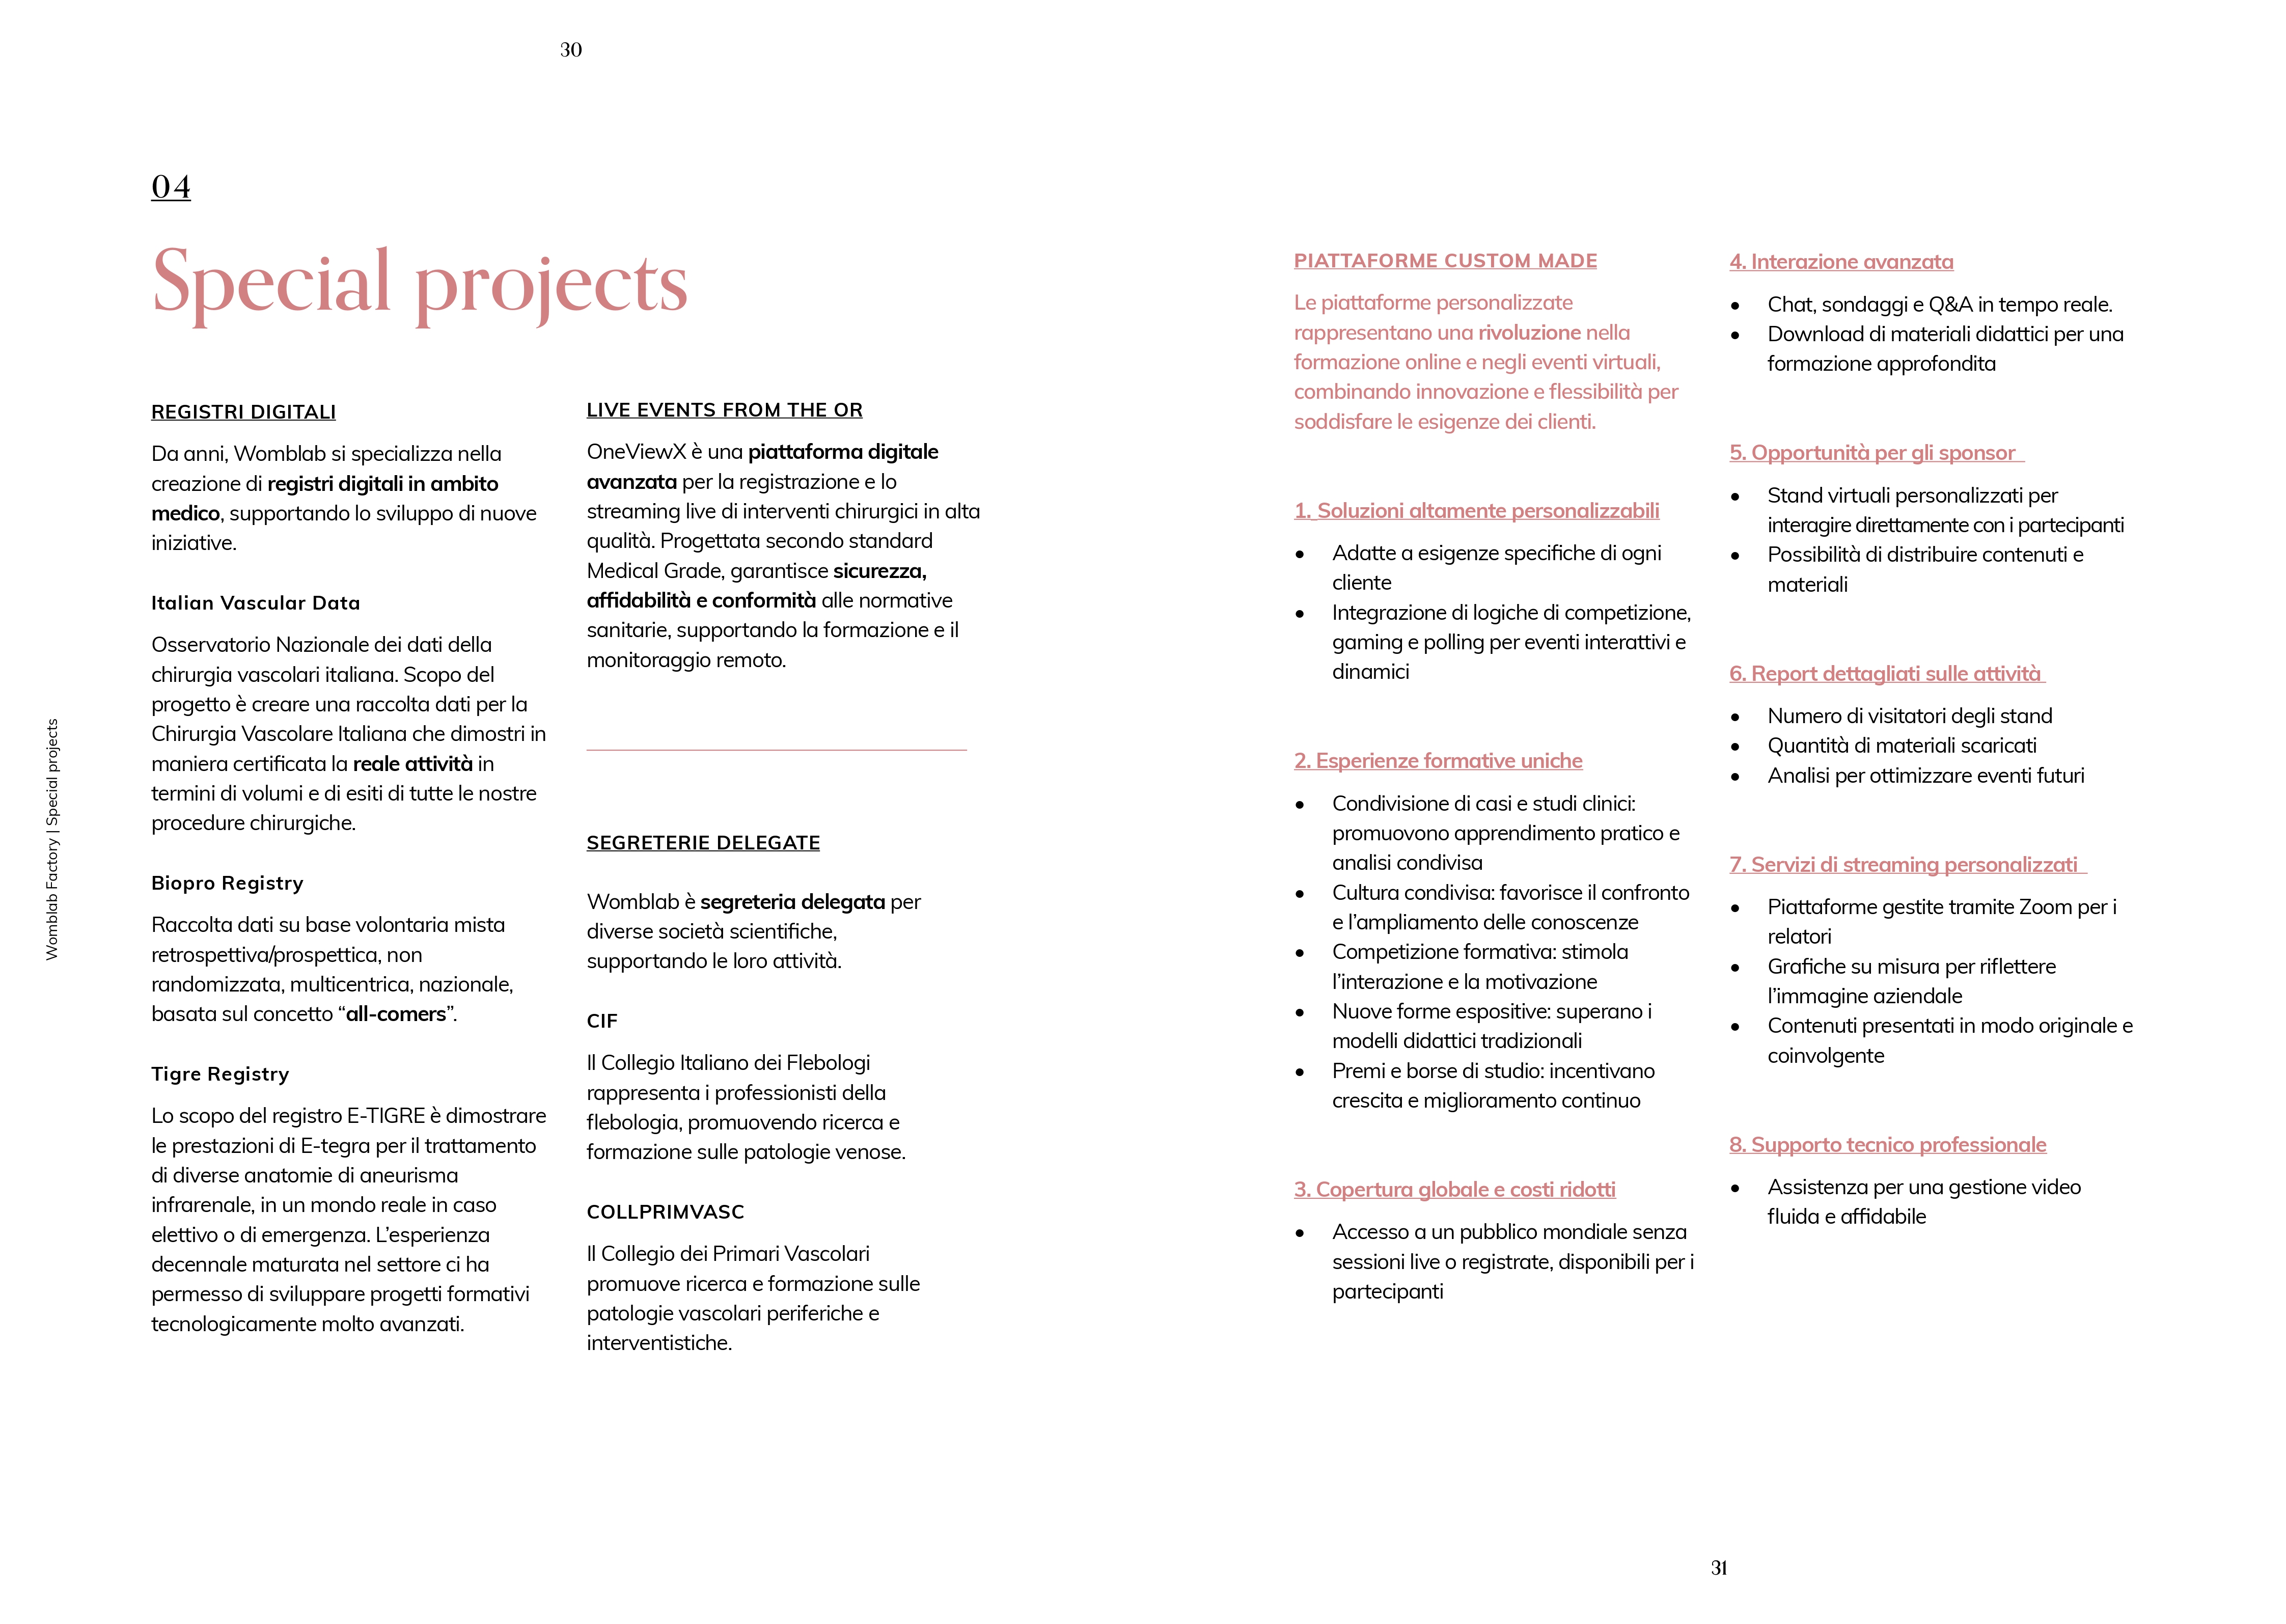 30
04
Special projects
REGISTRI DIGITALI
Da anni, Womblab si specializza nella
creazione di registri digitali in ambito
medico, supportando lo sviluppo di nuove
iniziative.
Italian Vascular Data
Osservatorio Nazionale dei dati della
chirurgia vascolari italiana. Scopo del
progetto è creare una raccolta dati per la
Chirurgia Vascolare Italiana che dimostri in
maniera certificata la reale attività in
termini di volumi e di esiti di tutte le nostre
procedure chirurgiche.
Biopro Registry
Raccolta dati su base volontaria mista
retrospettiva/prospettica, non
randomizzata, multicentrica, nazionale,
basata sul concetto “all-comers”.
Tigre Registry
Lo scopo del registro E-TIGRE è dimostrare
le prestazioni di E-tegra per il trattamento
di diverse anatomie di aneurisma
infrarenale, in un mondo reale in caso
elettivo o di emergenza. L’esperienza
decennale maturata nel settore ci ha
permesso di sviluppare progetti formativi
tecnologicamente molto avanzati.
LIVE EVENTS FROM THE OR
OneViewX è una piattaforma digitale
avanzata per la registrazione e lo
streaming live di interventi chirurgici in alta
qualità. Progettata secondo standard
Medical Grade, garantisce sicurezza,
affidabilità e conformità alle normative
sanitarie, supportando la formazione e il
monitoraggio remoto.
SEGRETERIE DELEGATE
Womblab è segreteria delegata per
diverse società scientifiche,
supportando le loro attività.
CIF
Il Collegio Italiano dei Flebologi
rappresenta i professionisti della
flebologia, promuovendo ricerca e
formazione sulle patologie venose.
COLLPRIMVASC
Il Collegio dei Primari Vascolari
promuove ricerca e formazione sulle
patologie vascolari periferiche e
interventistiche.
Womblab Factory | Special projects
PIATTAFORME CUSTOM MADE
Le piattaforme personalizzate
rappresentano una rivoluzione nella
formazione online e negli eventi virtuali,
combinando innovazione e flessibilità per
soddisfare le esigenze dei clienti.
1. Soluzioni altamente personalizzabili
• Adatte a esigenze specifiche di ogni
cliente
• Integrazione di logiche di competizione,
gaming e polling per eventi interattivi e
dinamici
2. Esperienze formative uniche
• Condivisione di casi e studi clinici:
promuovono apprendimento pratico e
analisi condivisa
• Cultura condivisa: favorisce il confronto
e l’ampliamento delle conoscenze
• Competizione formativa: stimola
l’interazione e la motivazione
• Nuove forme espositive: superano i
modelli didattici tradizionali
• Premi e borse di studio: incentivano
crescita e miglioramento continuo
3. Copertura globale e costi ridotti
• Accesso a un pubblico mondiale senza
sessioni live o registrate, disponibili per i
partecipanti
4. Interazione avanzata
• Chat, sondaggi e Q&A in tempo reale.
• Download di materiali didattici per una
formazione approfondita
5. Opportunità per gli sponsor
• Stand virtuali personalizzati per
interagire direttamente con i partecipanti
• Possibilità di distribuire contenuti e
materiali
6. Report dettagliati sulle attività
• Numero di visitatori degli stand
• Quantità di materiali scaricati
• Analisi per ottimizzare eventi futuri
7. Servizi di streaming personalizzati
• Piattaforme gestite tramite Zoom per i
relatori
• Grafiche su misura per riflettere
l’immagine aziendale
• Contenuti presentati in modo originale e
coinvolgente
8. Supporto tecnico professionale
• Assistenza per una gestione video
fluida e affidabile
31